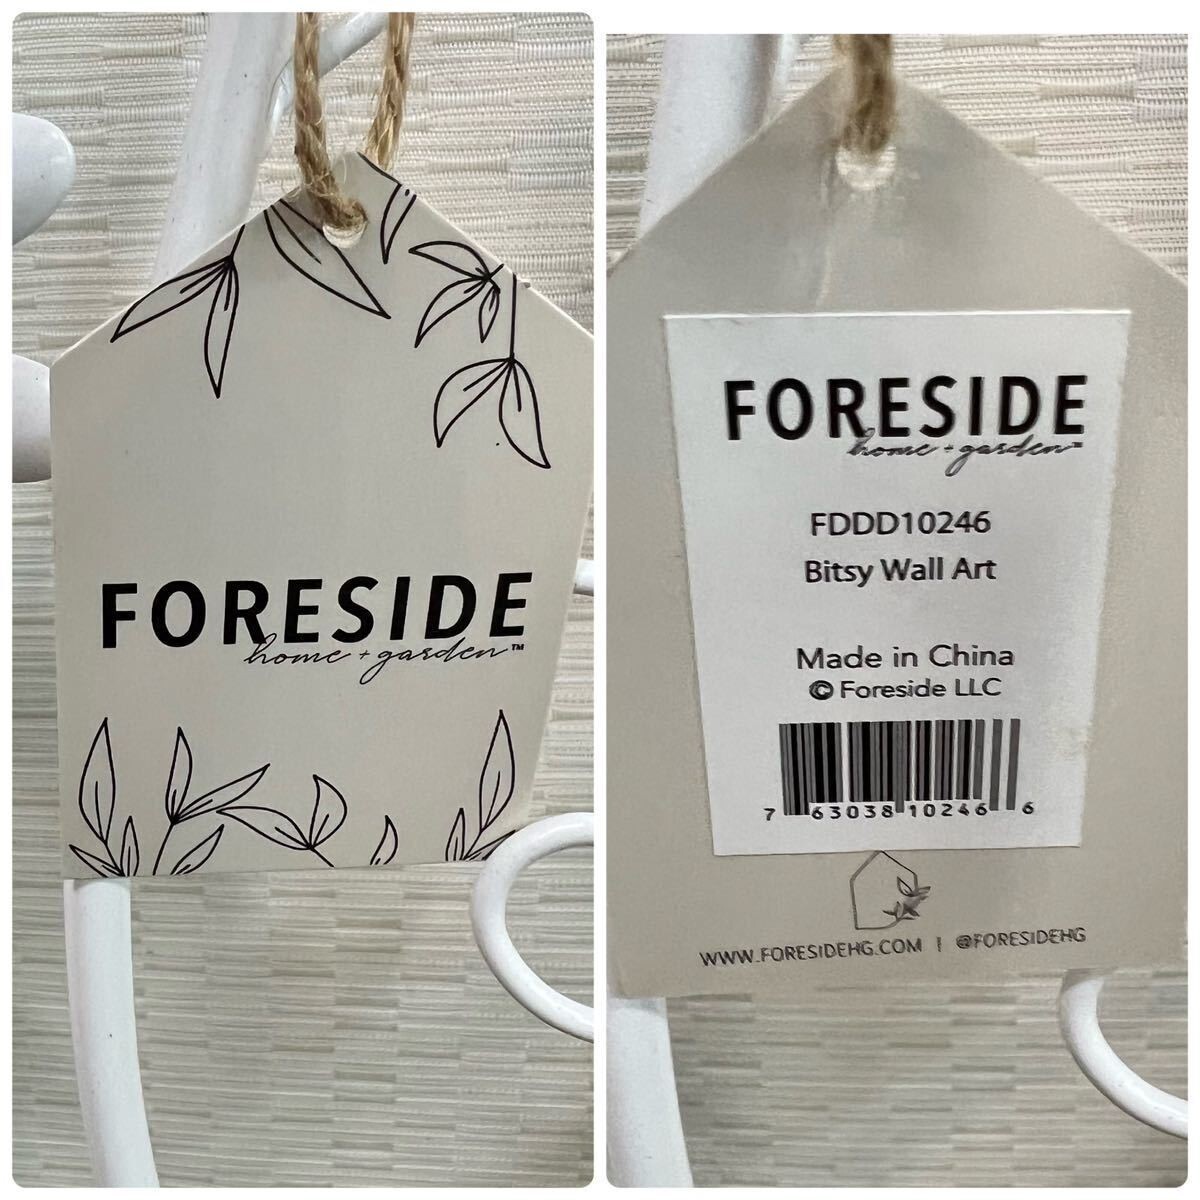 FORESIDE
home + garden™
FORESIDE
home + garden™
FDDD10246
Bitsy Wall Art
Made in China
© Foreside LLC
7 63038 10246 6
WWW.FORESIDEHG.COM | @FORESIDEHG